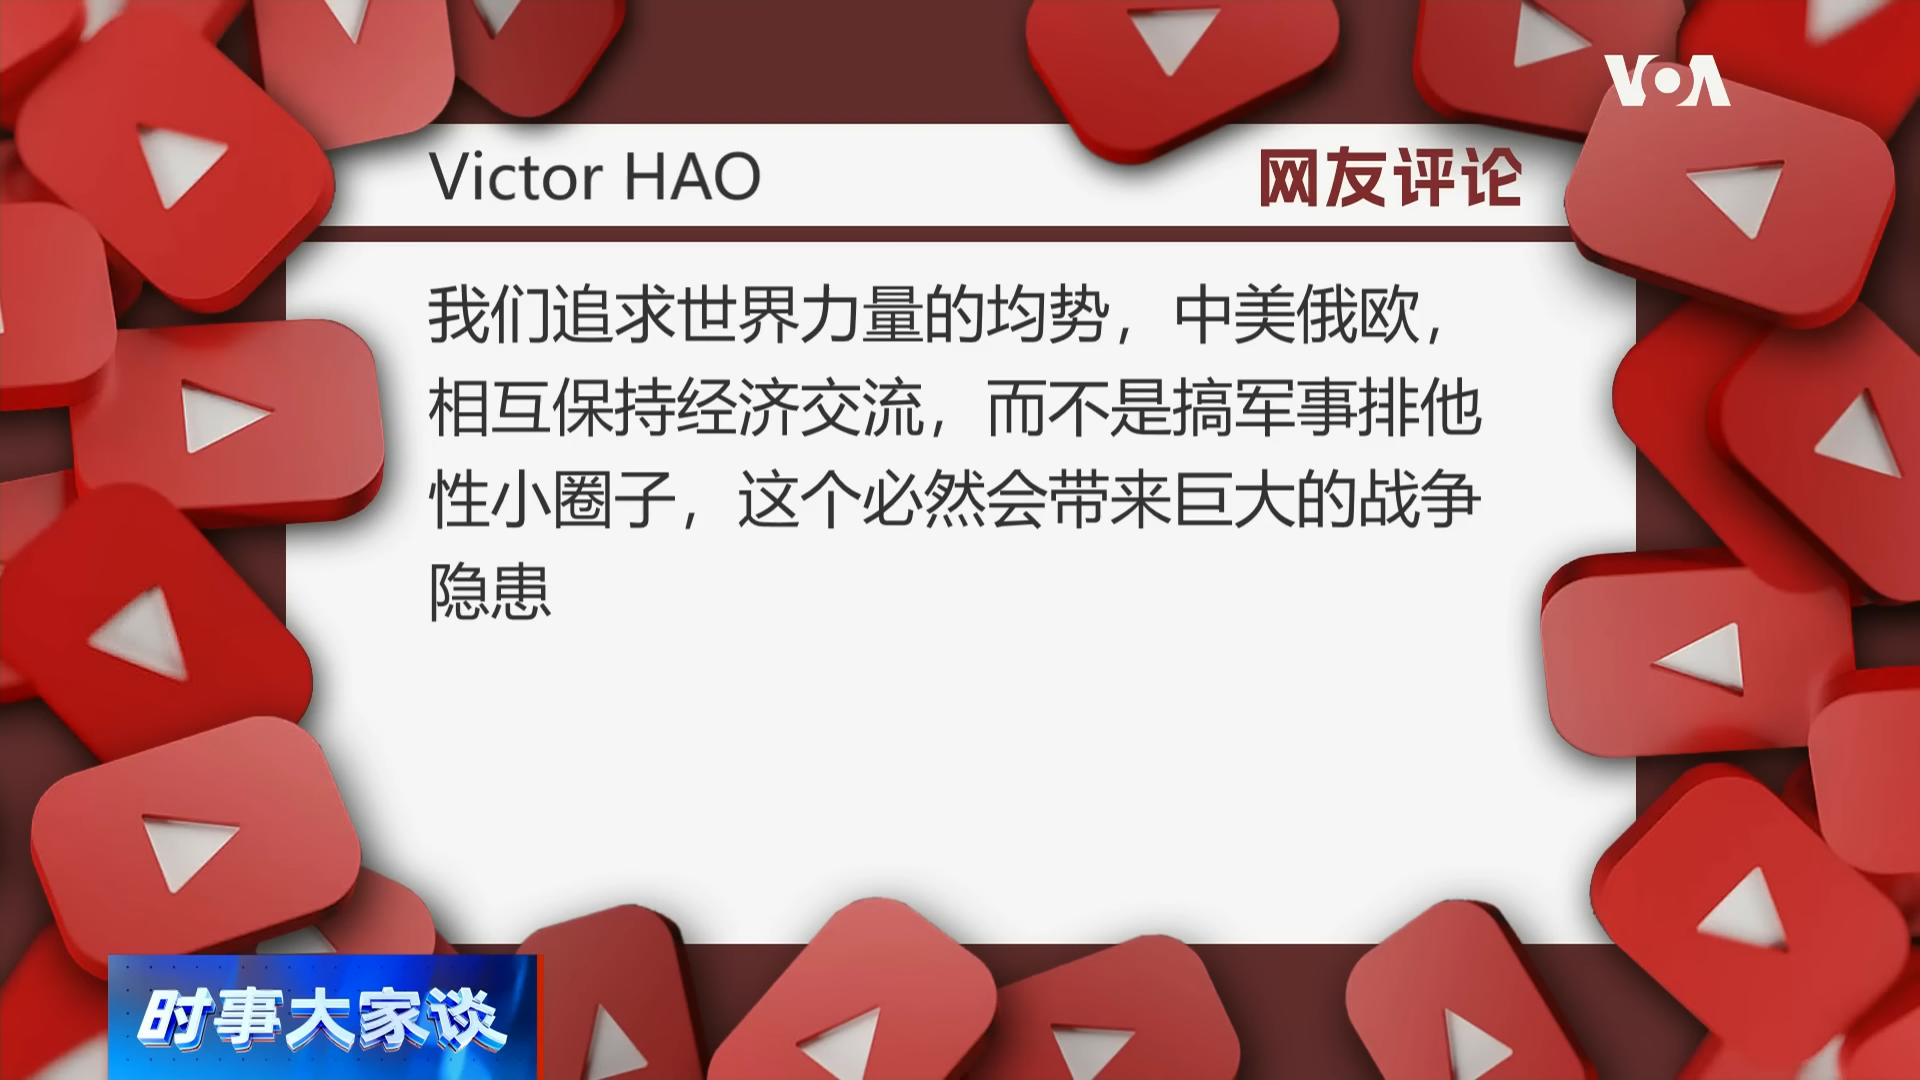 VOA
Victor HAO
网友评论
我们追求世界力量的均势，中美俄欧，
相互保持经济交流，而不是搞军事排他
性小圈子，这个必然会带来巨大的战争
隐患
时事大家谈